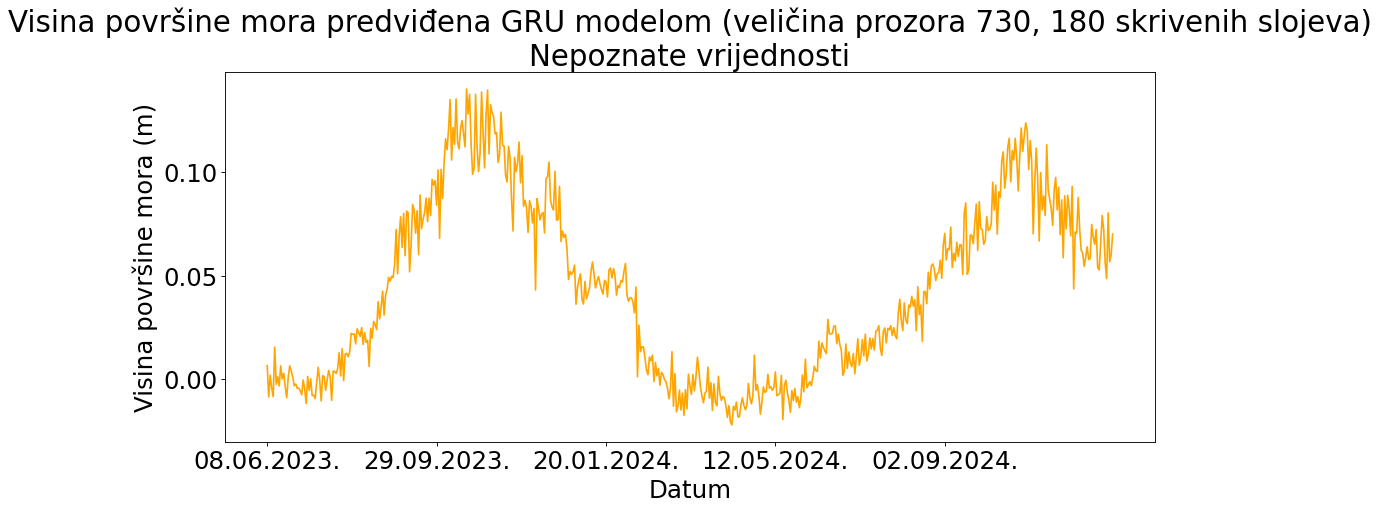 Visina površine mora predviđena GRU modelom (veličina prozora 730, 180 skrivenih slojeva)
Nepoznate vrijednosti
Visina površine mora (m)
0.10
0.05
0.00
08.06.2023. 29.09.2023. 20.01.2024. 12.05.2024. 02.09.2024.
Datum